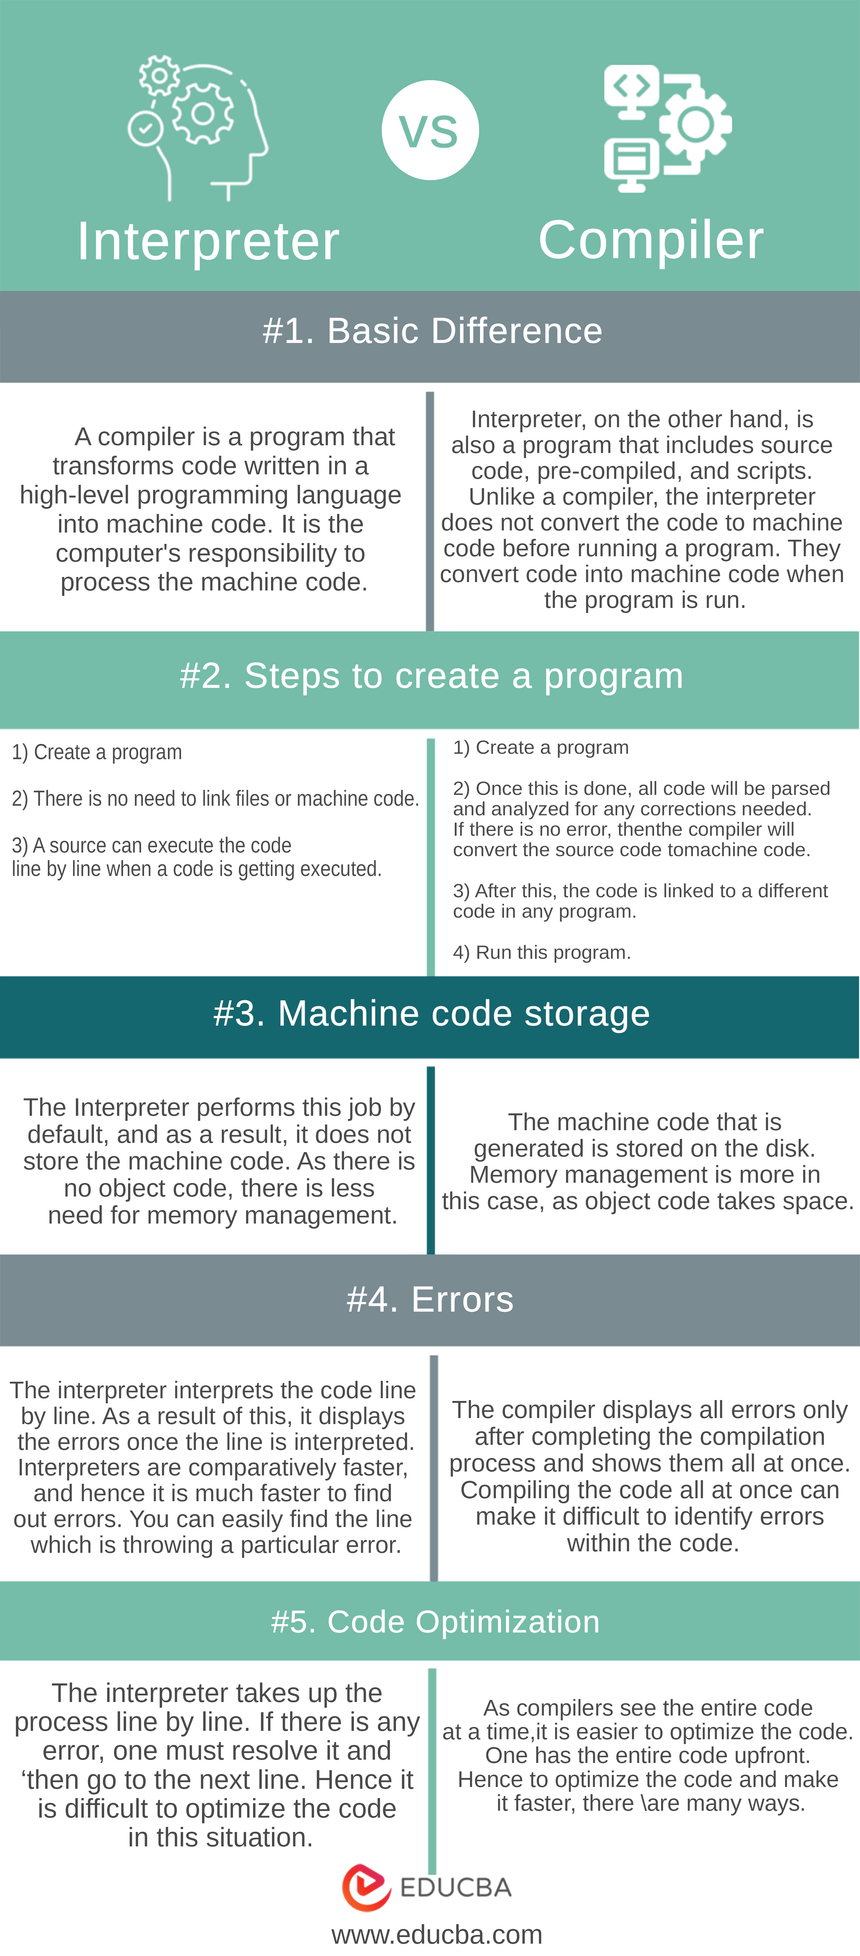 VS
Interpreter
Compiler
#1. Basic Difference
A compiler is a program that
transforms code written in a
high-level programming language
into machine code. It is the
computer's responsibility to
process the machine code.
Interpreter, on the other hand, is
also a program that includes source
code, pre-compiled, and scripts.
Unlike a compiler, the interpreter
does not convert the code to machine
code before running a program. They
convert code into machine code when
the program is run.
#2. Steps to create a program
1) Create a program
2) There is no need to link files or machine code.
3) A source can execute the code
line by line when a code is getting executed.
1) Create a program
2) Once this is done, all code will be parsed
and analyzed for any corrections needed.
If there is no error, thenthe compiler will
convert the source code tomachine code.
3) After this, the code is linked to a different
code in any program.
4) Run this program.
#3. Machine code storage
The Interpreter performs this job by
default, and as a result, it does not
store the machine code. As there is
no object code, there is less
need for memory management.
The machine code that is
generated is stored on the disk.
Memory management is more in
this case, as object code takes space.
#4. Errors
The interpreter interprets the code line
by line. As a result of this, it displays
the errors once the line is interpreted.
Interpreters are comparatively faster,
and hence it is much faster to find
out errors. You can easily find the line
which is throwing a particular error.
The compiler displays all errors only
after completing the compilation
process and shows them all at once.
Compiling the code all at once can
make it difficult to identify errors
within the code.
#5. Code Optimization
The interpreter takes up the
process line by line. If there is any
error, one must resolve it and
‘then go to the next line. Hence it
is difficult to optimize the code
in this situation.
As compilers see the entire code
at a time,it is easier to optimize the code.
One has the entire code upfront.
Hence to optimize the code and make
it faster, there \are many ways.
EDUCBA
www.educba.com